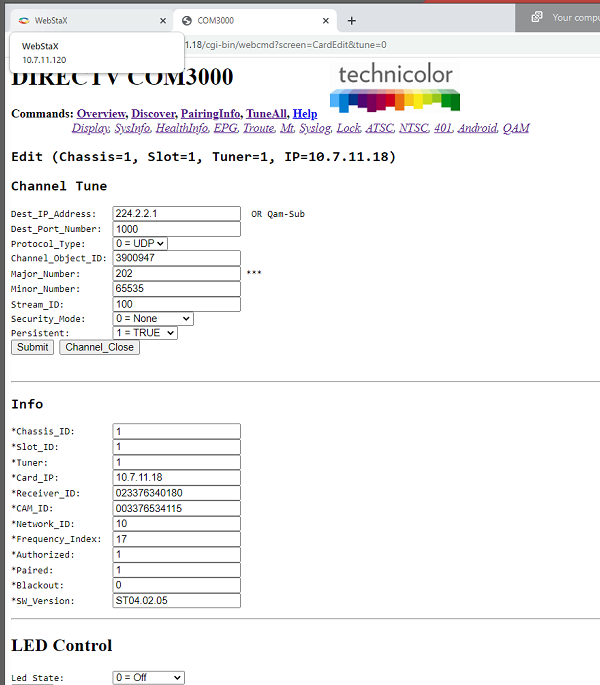 WebStaX
COM3000
Your compu
WebStaX
10.7.11.120
1.18/cgi-bin/webcmd?screen=CardEdit&tune=0
DIRECTV COM3000
technicolor
Commands: Overview, Discover, PairingInfo, TuneAll, Help
Display, SysInfo, HealthInfo, EPG, Troute, Mt, Syslog, Lock, ATSC, NTSC, 401, Android, QAM
Edit (Chassis=1, Slot=1, Tuner=1, IP=10.7.11.18)
Channel Tune
Dest_IP_Address: 224.2.2.1 OR Qam-Sub
Dest_Port_Number: 1000
Protocol_Type: 0 = UDP
Channel_Object_ID: 3900947
Major_Number: 202 ***
Minor_Number: 65535
Stream_ID: 100
Security_Mode: 0 = None
Persistent: 1 = TRUE
Submit Channel_Close
Info
*Chassis_ID: 1
*Slot_ID: 1
*Tuner: 1
*Card_IP: 10.7.11.18
*Receiver_ID: 023376340180
*CAM_ID: 003376534115
*Network_ID: 10
*Frequency_Index: 17
*Authorized: 1
*Paired: 1
*Blackout: 0
*SW_Version: ST04.02.05
LED Control
Led State: 0 = Off